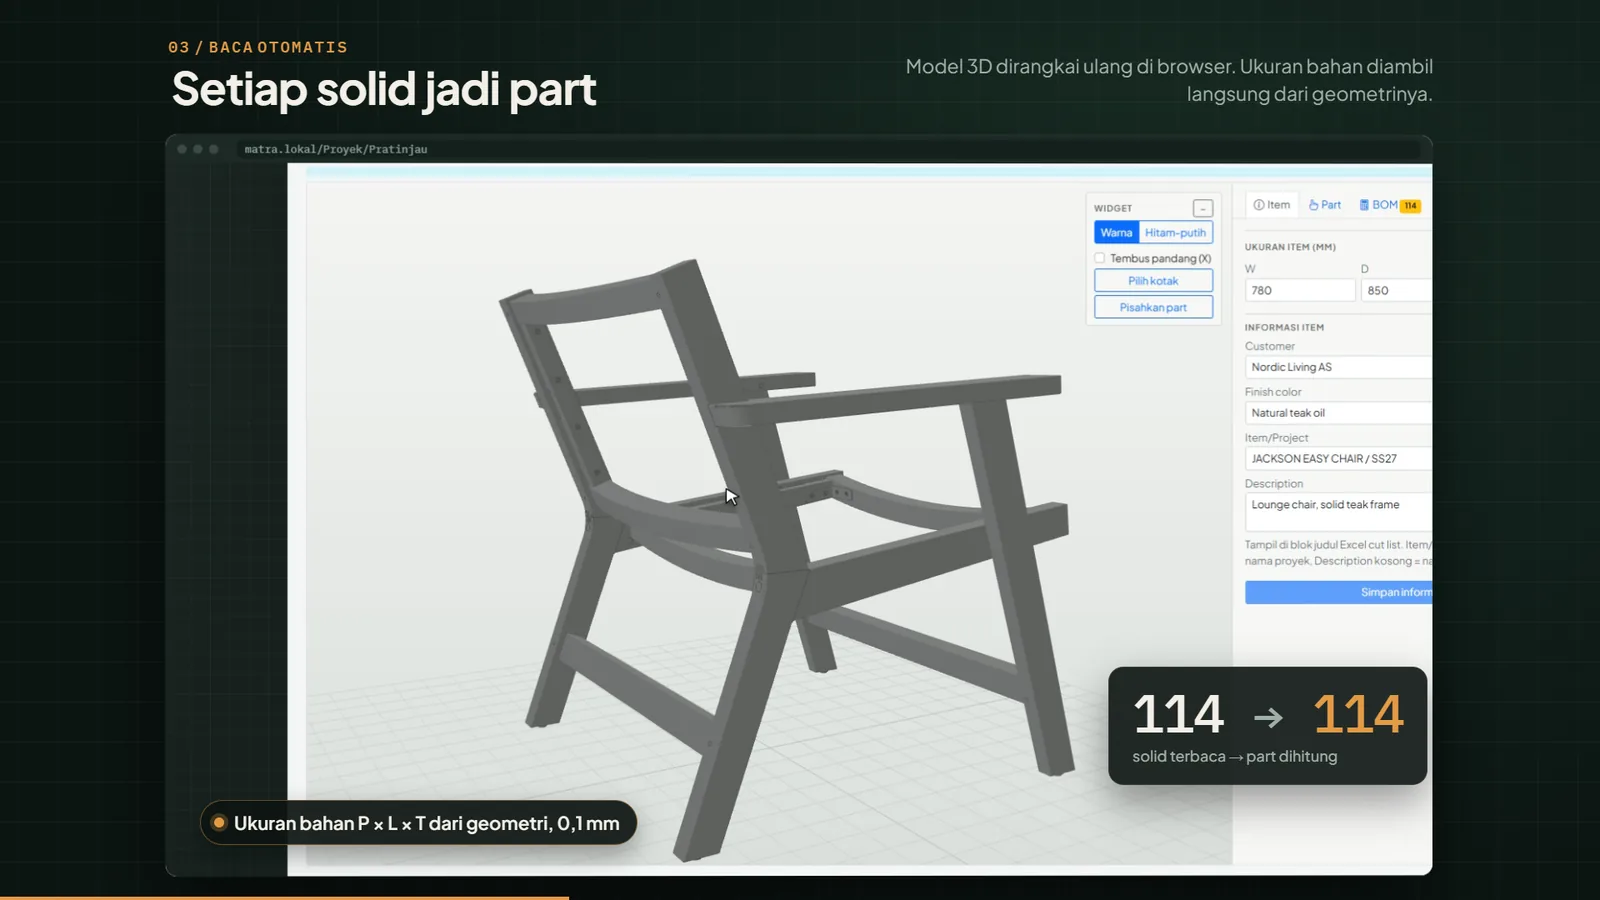 03 / BACA OTOMATIS
Setiap solid jadi part
Model 3D dirangkai ulang di browser. Ukuran bahan diambil
langsung dari geometrinya.
matra.lokal/Proyek/Pratinjau
WIDGET
–
Warna
Hitam-putih
Tembus pandang (X)
Pilih kotak
Pisahkan part
Item
Part
BOM 114
UKURAN ITEM (MM)
W
D
780
850
INFORMASI ITEM
Customer
Nordic Living AS
Finish color
Natural teak oil
Item/Project
JACKSON EASY CHAIR / SS27
Description
Lounge chair, solid teak frame
Tampil di blok judul Excel cut list. Item/
nama proyek, Description kosong = na
Simpan inform
114 → 114
solid terbaca → part dihitung
Ukuran bahan P × L × T dari geometri, 0,1 mm